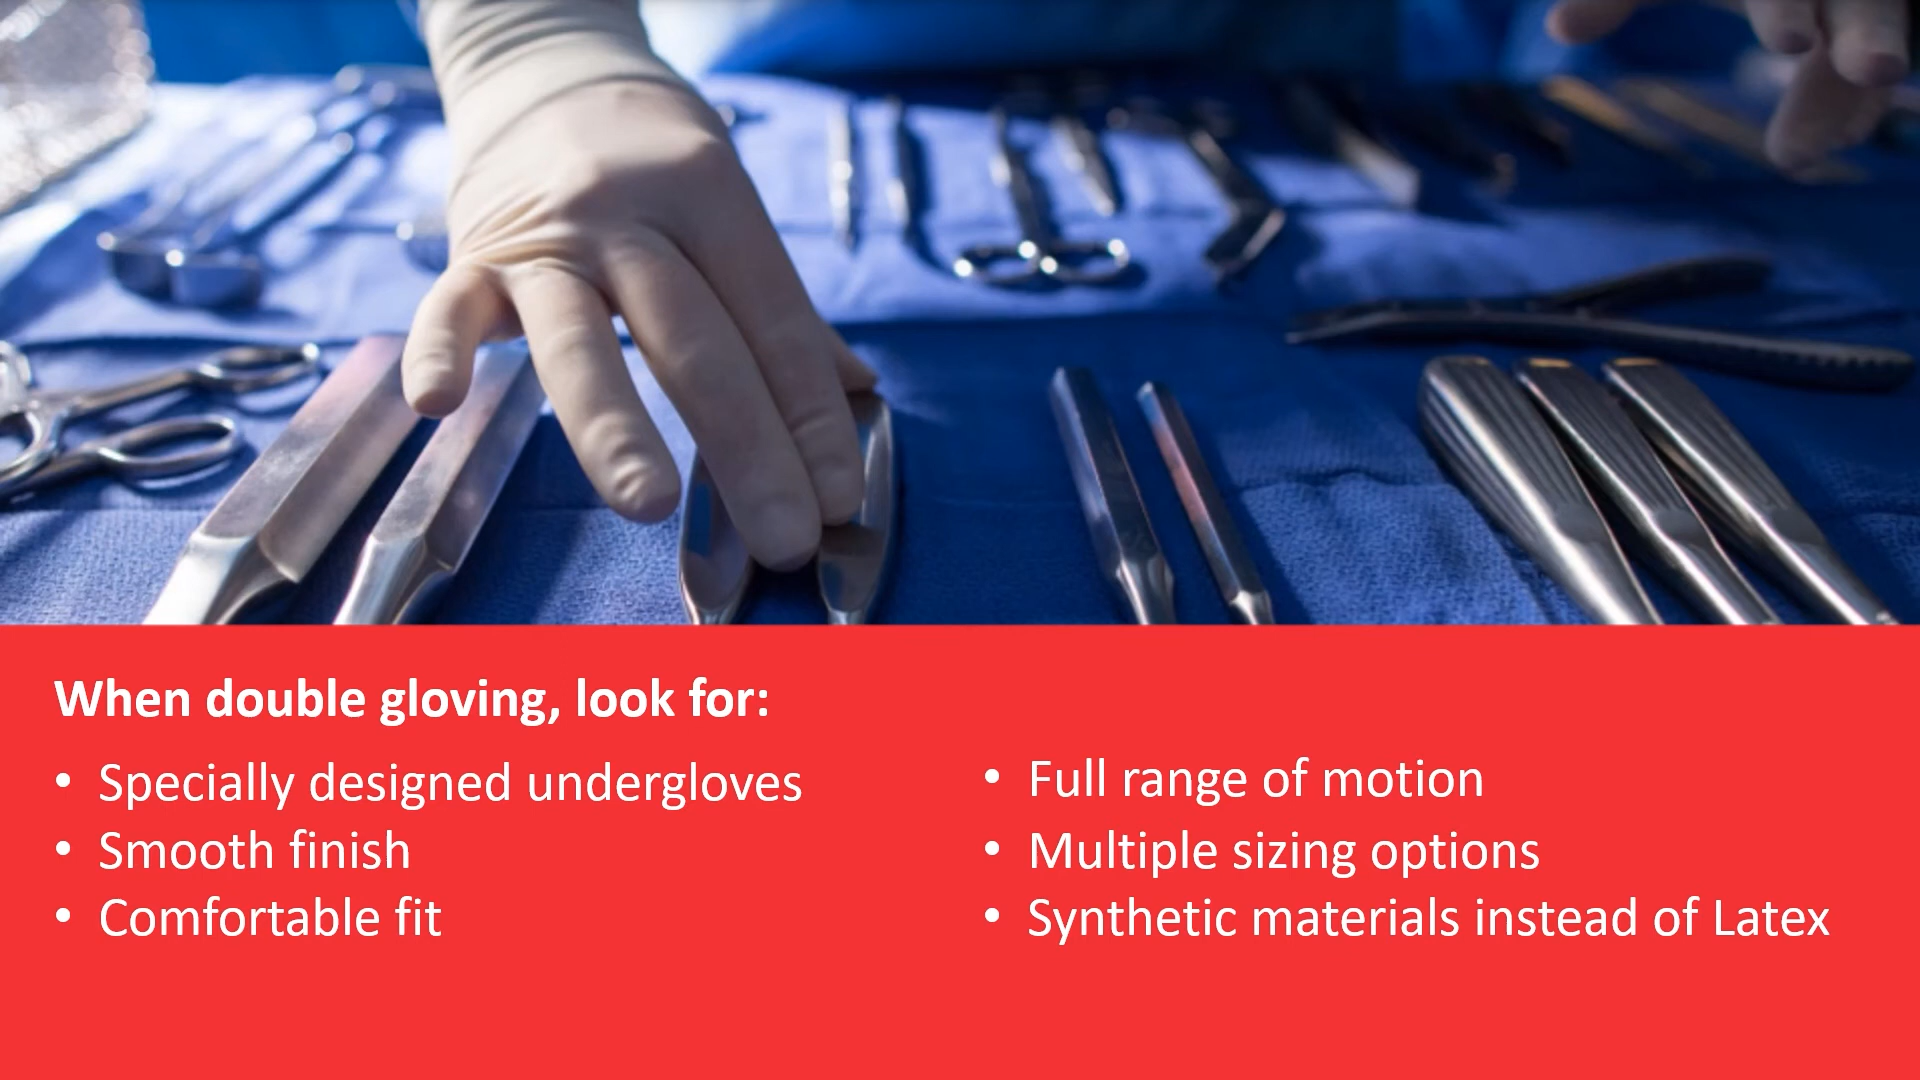 When double gloving, look for:
• Specially designed undergloves
• Smooth finish
• Comfortable fit
• Full range of motion
• Multiple sizing options
• Synthetic materials instead of Latex